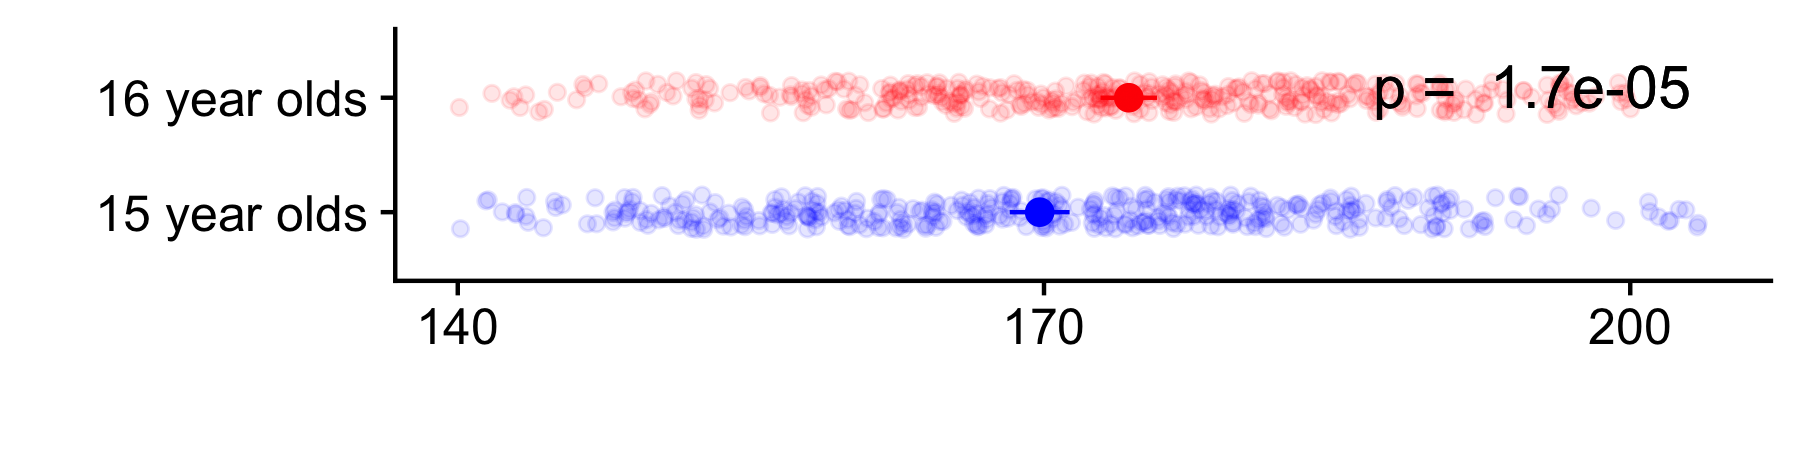 16 year olds
p = 1.7e-05
15 year olds
140 170 200